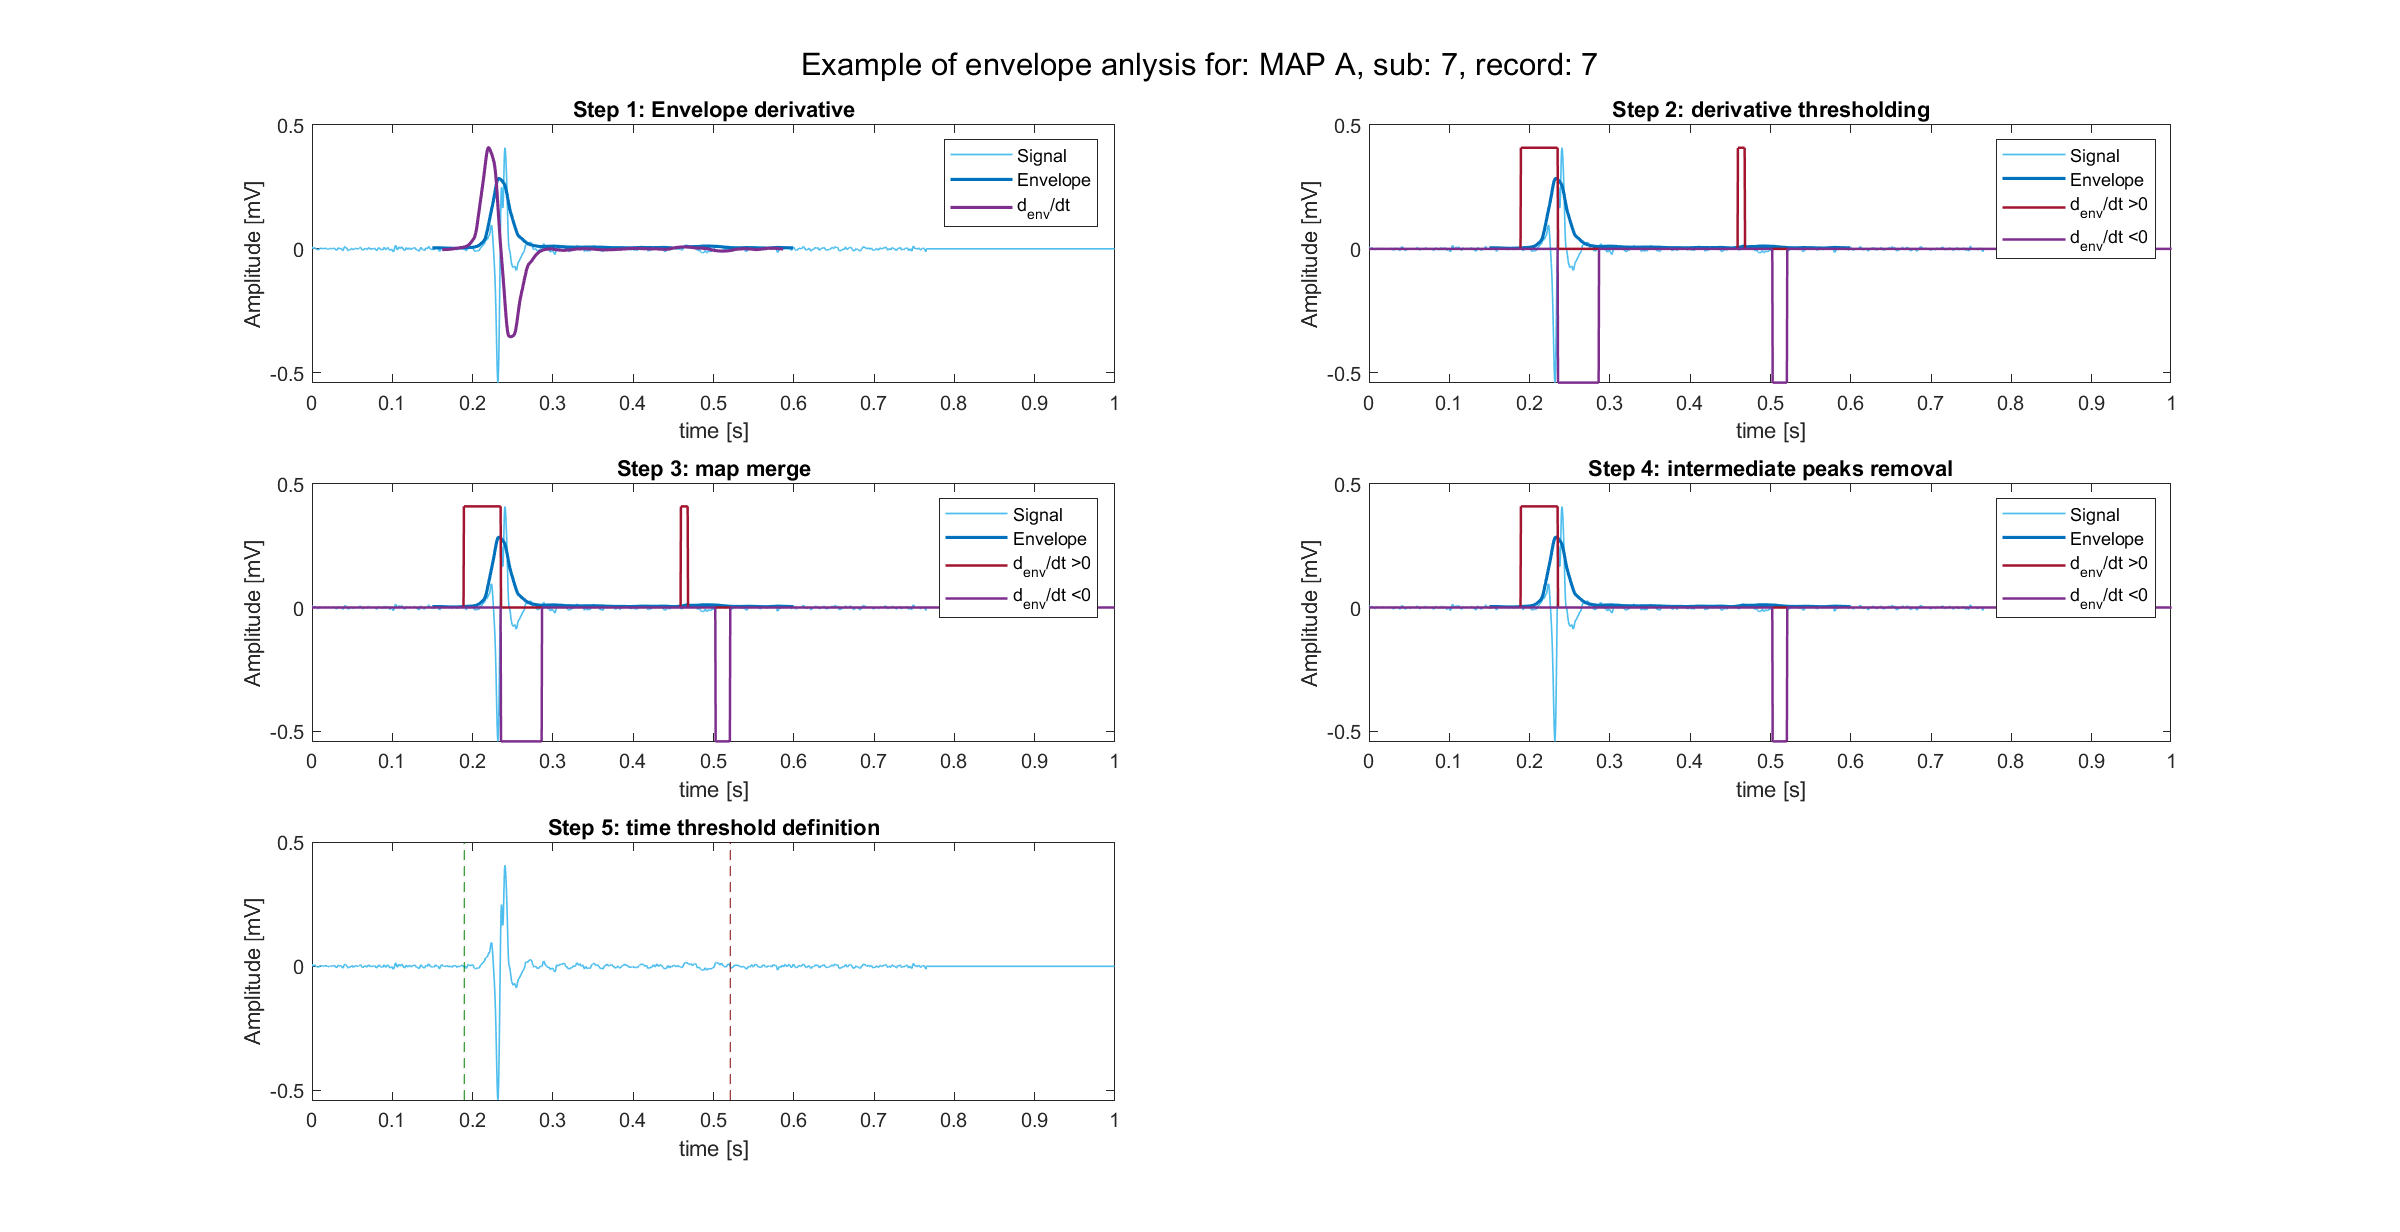 Example of envelope anlysis for: MAP A, sub: 7, record: 7
Step 1: Envelope derivative
0.5
0
-0.5
Amplitude [mV]
Signal
Envelope
d_env/dt
0 0.1 0.2 0.3 0.4 0.5 0.6 0.7 0.8 0.9 1
time [s]
Step 2: derivative thresholding
0.5
0
-0.5
Amplitude [mV]
Signal
Envelope
d_env/dt >0
d_env/dt <0
0 0.1 0.2 0.3 0.4 0.5 0.6 0.7 0.8 0.9 1
time [s]
Step 3: map merge
0.5
0
-0.5
Amplitude [mV]
Signal
Envelope
d_env/dt >0
d_env/dt <0
0 0.1 0.2 0.3 0.4 0.5 0.6 0.7 0.8 0.9 1
time [s]
Step 4: intermediate peaks removal
0.5
0
-0.5
Amplitude [mV]
Signal
Envelope
d_env/dt >0
d_env/dt <0
0 0.1 0.2 0.3 0.4 0.5 0.6 0.7 0.8 0.9 1
time [s]
Step 5: time threshold definition
0.5
0
-0.5
Amplitude [mV]
0 0.1 0.2 0.3 0.4 0.5 0.6 0.7 0.8 0.9 1
time [s]